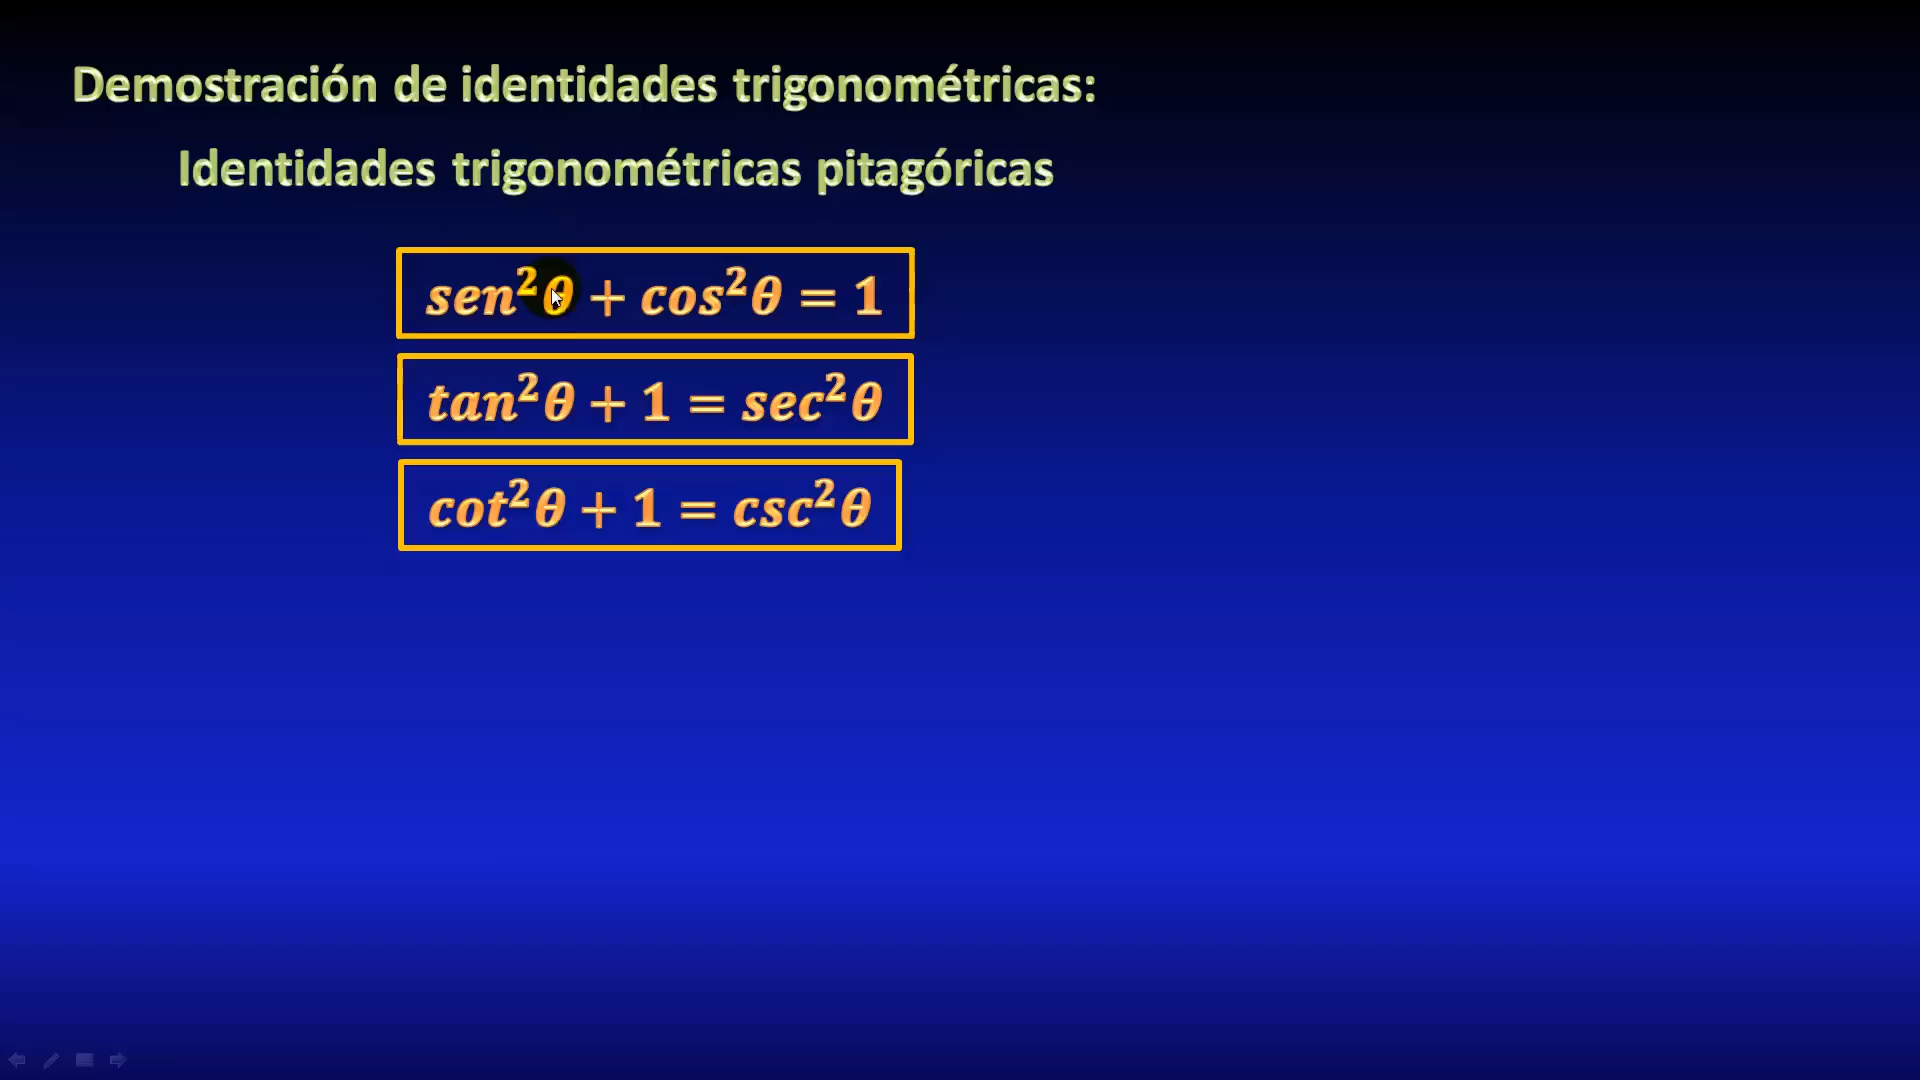 Demostración de identidades trigonométricas:
Identidades trigonométricas pitagóricas
sen²θ + cos²θ = 1
tan²θ + 1 = sec²θ
cot²θ + 1 = csc²θ